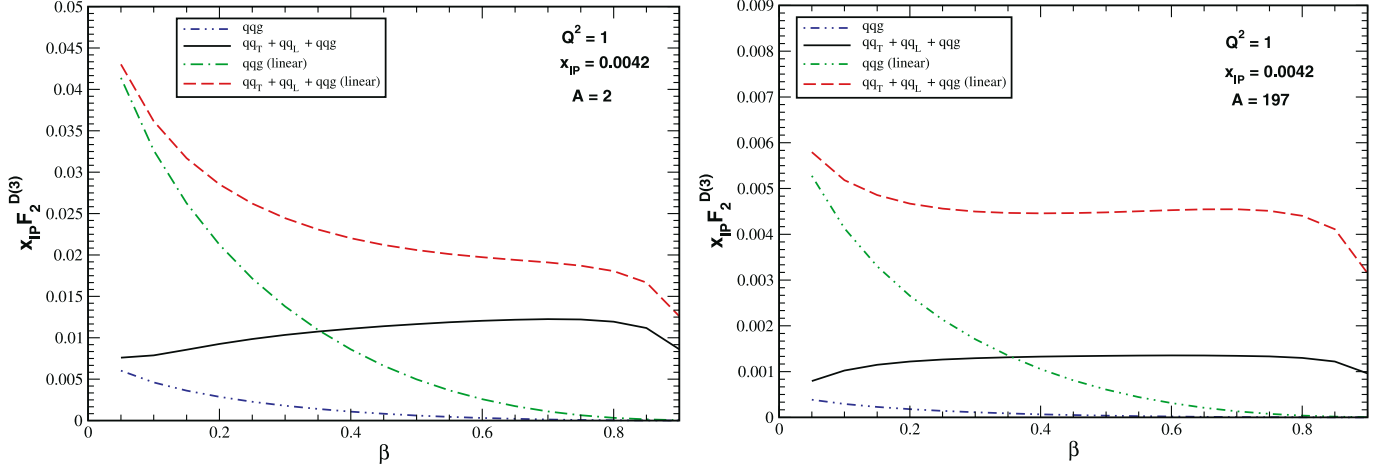 0.05
0.045
0.04
0.035
0.03
0.025
0.02
0.015
0.01
0.005
0
x_IP F_2^D(3)
qqg
qq_T + qq_L + qqg
qqg (linear)
qq_T + qq_L + qqg (linear)
Q^2 = 1
x_IP = 0.0042
A = 2
0 0.2 0.4 0.6 0.8
β
0.009
0.008
0.007
0.006
0.005
0.004
0.003
0.002
0.001
0
x_IP F_2^D(3)
qqg
qq_T + qq_L + qqg
qqg (linear)
qq_T + qq_L + qqg (linear)
Q^2 = 1
x_IP = 0.0042
A = 197
0 0.2 0.4 0.6 0.8
β